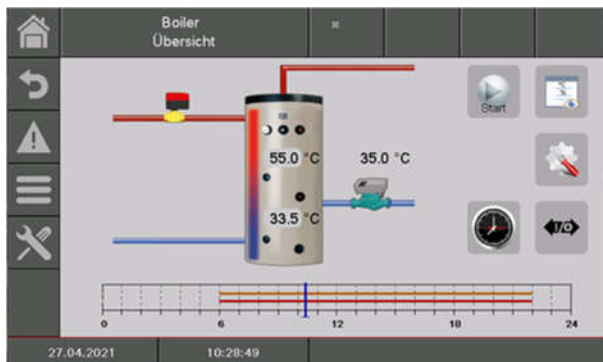 Boiler
Übersicht
Start
55.0 °C
35.0 °C
33.5 °C
I/O
0 6 12 18 24
27.04.2021 10:28:49